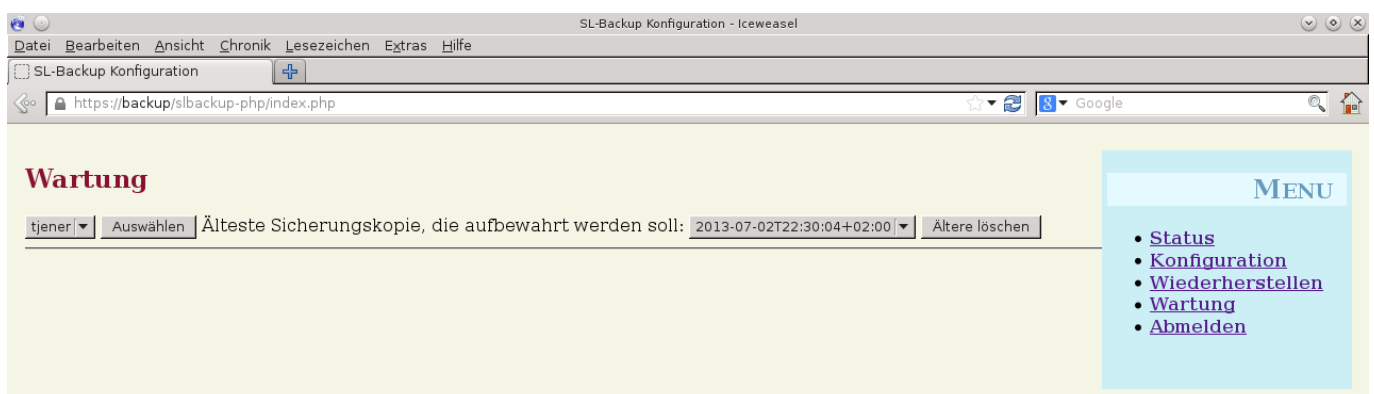 SL-Backup Konfiguration - Iceweasel
Datei Bearbeiten Ansicht Chronik Lesezeichen Extras Hilfe
SL-Backup Konfiguration
https://backup/slbackup-php/index.php Google
Wartung
tjener Auswählen Älteste Sicherungskopie, die aufbewahrt werden soll: 2013-07-02T22:30:04+02:00 Ältere löschen
Menu
Status
Konfiguration
Wiederherstellen
Wartung
Abmelden